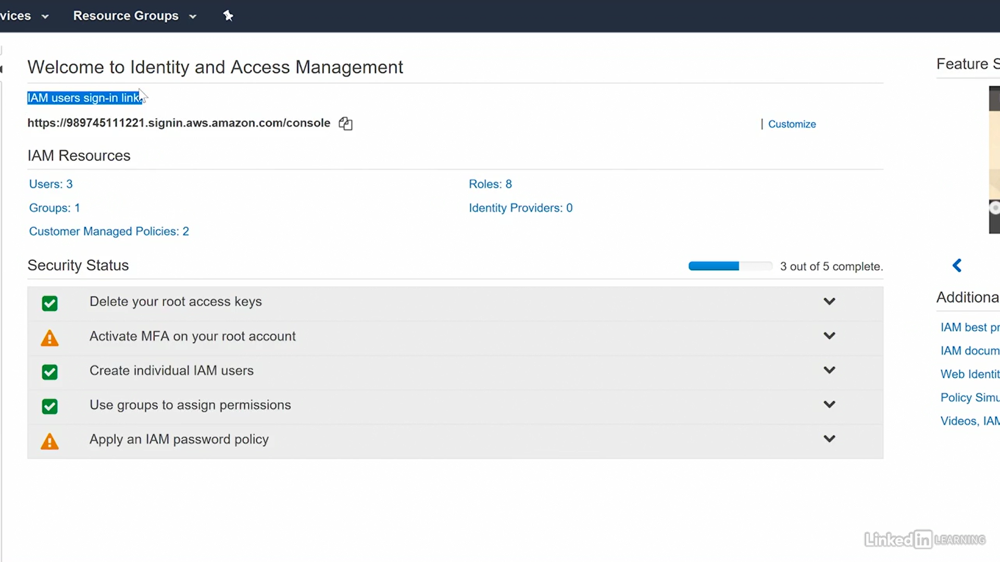 vices Resource Groups
Welcome to Identity and Access Management
IAM users sign-in link
https://989745111221.signin.aws.amazon.com/console
| Customize
IAM Resources
Users: 3
Roles: 8
Groups: 1
Identity Providers: 0
Customer Managed Policies: 2
Security Status
3 out of 5 complete.
Delete your root access keys
Activate MFA on your root account
Create individual IAM users
Use groups to assign permissions
Apply an IAM password policy
Feature S
Additiona
IAM best pr
IAM docum
Web Identit
Policy Simu
Videos, IAM
Linked in LEARNING